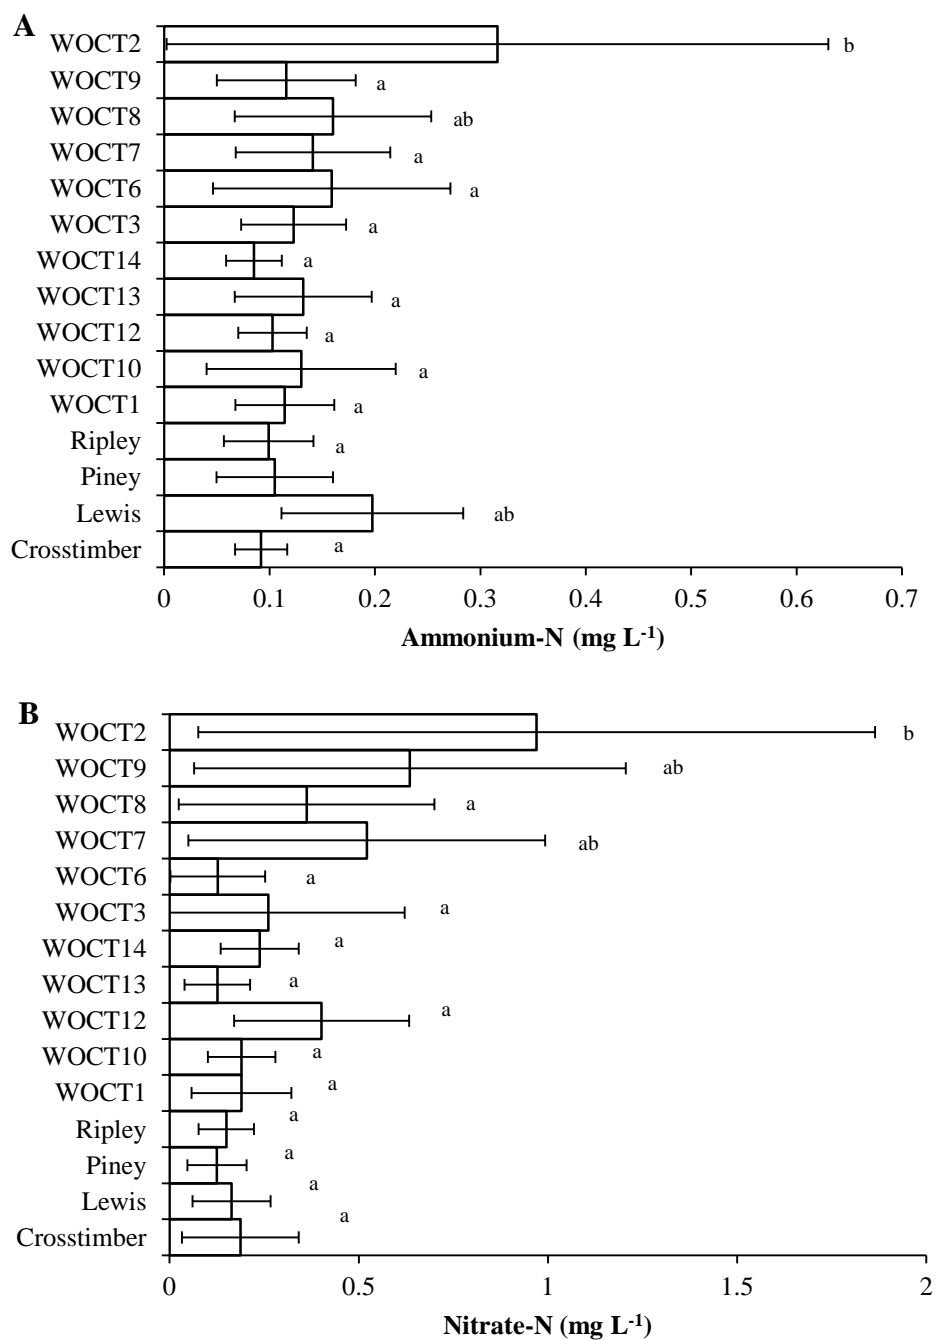 A
WOCT2 b
WOCT9 a
WOCT8 ab
WOCT7 a
WOCT6 a
WOCT3 a
WOCT14 a
WOCT13 a
WOCT12 a
WOCT10 a
WOCT1 a
Ripley a
Piney
Lewis ab
Crosstimber a
0 0.1 0.2 0.3 0.4 0.5 0.6 0.7
Ammonium-N (mg L-1)
B
WOCT2 b
WOCT9 ab
WOCT8 a
WOCT7 ab
WOCT6 a
WOCT3 a
WOCT14 a
WOCT13 a
WOCT12 a
WOCT10 a
WOCT1 a
Ripley a
Piney a
Lewis a
Crosstimber a
0 0.5 1 1.5 2
Nitrate-N (mg L-1)